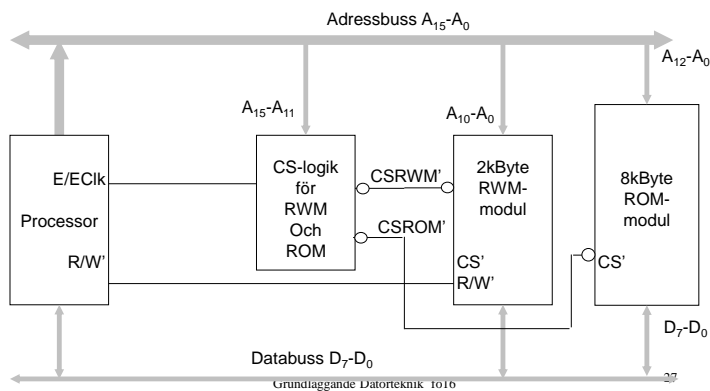 Adressbuss A15-A0
A12-A0
A15-A11
A10-A0
E/EClk
Processor
R/W'
CS-logik
för
RWM
Och
ROM
CSRWM'
CSROM'
2kByte
RWM-
modul
CS'
R/W'
8kByte
ROM-
modul
CS'
D7-D0
Databuss D7-D0
Grundläggande Datorteknik fo16
27